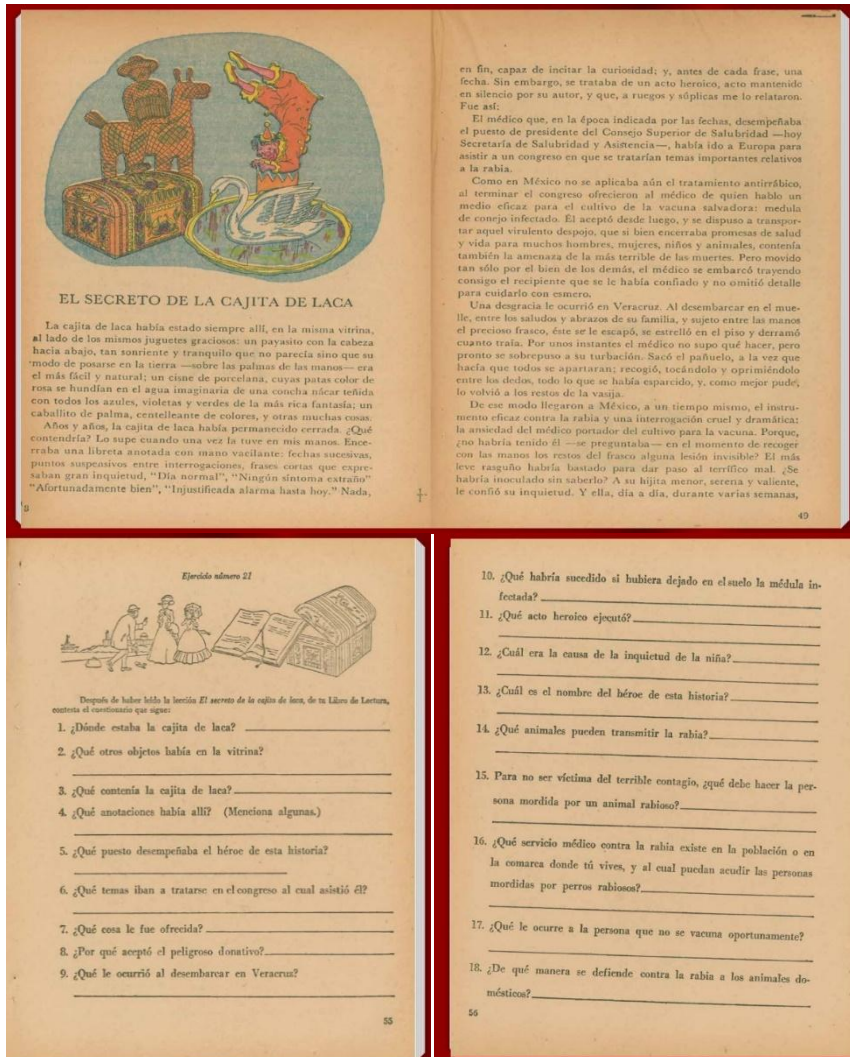 EL SECRETO DE LA CAJITA DE LACA
La cajita de laca había estado siempre allí, en la misma vitrina,
al lado de los mismos juguetes graciosos: un payasito con la cabeza
hacia abajo, tan sonriente y tranquilo que no parecía sino que su
modo de posarse en la tierra —sobre las palmas de las manos— era
el más fácil y natural; un cisne de porcelana, cuyas patas color de
rosa se hundían en el agua imaginaria de una concha nácar teñida
con todos los azules, violetas y verdes de la más rica fantasía; un
caballito de palma, centelleante de colores, y otras muchas cosas.
Años y años, la cajita de laca había permanecido cerrada. ¿Qué
contendría? Lo supe cuando una vez la tuve en mis manos. Ence-
rraba una libreta anotada con mano vacilante: fechas sucesivas,
puntos suspensivos entre interrogaciones, frases cortas que expre-
saban gran inquietud, "Día normal", "Ningún síntoma extraño"
"Afortunadamente bien", "Injustificada alarma hasta hoy." Nada,
8
en fin, capaz de incitar la curiosidad; y, antes de cada frase, una
fecha. Sin embargo, se trataba de un acto heroico, acto mantenido
en silencio por su autor, y que, a ruegos y súplicas me lo relataron.
Fue así:
El médico que, en la época indicada por las fechas, desempeñaba
el puesto de presidente del Consejo Superior de Salubridad —hoy
Secretaría de Salubridad y Asistencia—, había ido a Europa para
asistir a un congreso en que se tratarían temas importantes relativos
a la rabia.
Como en México no se aplicaba aún el tratamiento antirrábico,
al terminar el congreso ofrecieron al médico de quien hablo un
medio eficaz para el cultivo de la vacuna salvadora: medula
de conejo infectado. Él aceptó desde luego, y se dispuso a transpor-
tar aquel virulento despojo, que si bien encerraba promesas de salud
y vida para muchos hombres, mujeres, niños y animales, contenía
también la amenaza de la más terrible de las muertes. Pero movido
tan sólo por el bien de los demás, el médico se embarcó trayendo
consigo el recipiente que se le había confiado y no omitió detalle
para cuidarlo con esmero.
Una desgracia le ocurrió en Veracruz. Al desembarcar en el mue-
lle, entre los saludos y abrazos de su familia, y sujeto entre las manos
el precioso frasco, éste se le escapó, se estrelló en el piso y derramó
cuanto traía. Por unos instantes el médico no supo qué hacer, pero
pronto se sobrepuso a su turbación. Sacó el pañuelo, a la vez que
hacía que todos se apartaran; recogió, tocándolo y oprimiéndolo
entre los dedos, todo lo que se había esparcido, y, como mejor pudo,
lo volvió a los restos de la vasija.
De ese modo llegaron a México, a un tiempo mismo, el instru-
mento eficaz contra la rabia y una interrogación cruel y dramática:
la ansiedad del médico portador del cultivo para la vacuna. Porque,
¿no habría tenido él —se preguntaba— en el momento de recoger
con las manos los restos del frasco alguna lesión invisible? El más
leve rasguño habría bastado para dar paso al terrífico mal. ¿Se
habría inoculado sin saberlo? A su hijita menor, serena y valiente,
le confió su inquietud. Y ella, día a día, durante varias semanas,
49
Ejercicio número 21
Después de haber leído la lección El secreto de la cajita de laca, de tu Libro de Lectura,
contesta el cuestionario que sigue:
1. ¿Dónde estaba la cajita de laca?
2. ¿Qué otros objetos había en la vitrina?
3. ¿Qué contenía la cajita de laca?
4. ¿Qué anotaciones había allí? (Menciona algunas.)
5. ¿Qué puesto desempeñaba el héroe de esta historia?
6. ¿Qué temas iban a tratarse en el congreso al cual asistió él?
7. ¿Qué cosa le fue ofrecida?
8. ¿Por qué aceptó el peligroso donativo?
9. ¿Qué le ocurrió al desembarcar en Veracruz?
55
10. ¿Qué habría sucedido si hubiera dejado en el suelo la médula in-
fectada?
11. ¿Qué acto heroico ejecutó?
12. ¿Cuál era la causa de la inquietud de la niña?
13. ¿Cuál es el nombre del héroe de esta historia?
14. ¿Qué animales pueden transmitir la rabia?
15. Para no ser víctima del terrible contagio, ¿qué debe hacer la per-
sona mordida por un animal rabioso?
16. ¿Qué servicio médico contra la rabia existe en la población o en
la comarca donde tú vives, y al cual puedan acudir las personas
mordidas por perros rabiosos?
17. ¿Qué le ocurre a la persona que no se vacuna oportunamente?
18. ¿De qué manera se defiende contra la rabia a los animales do-
mésticos?
56